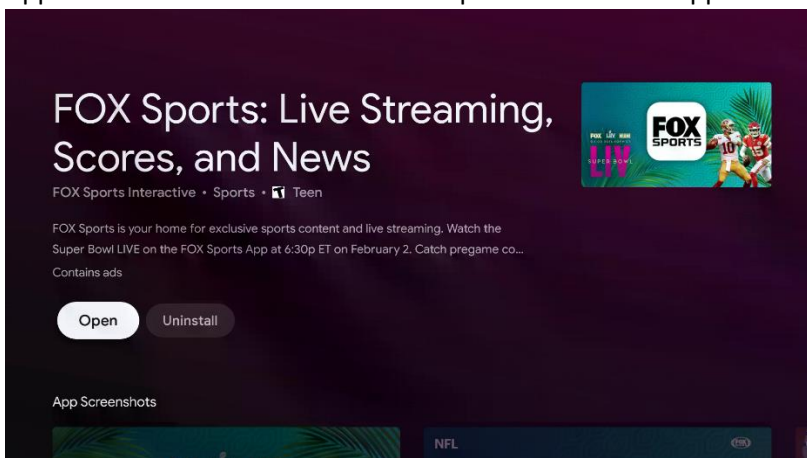 FOX Sports: Live Streaming,
Scores, and News
FOX
SPORTS
LIV
SUPER BOWL
10
FOX Sports Interactive • Sports • T Teen
FOX Sports is your home for exclusive sports content and live streaming. Watch the
Super Bowl LIVE on the FOX Sports App at 6:30p ET on February 2. Catch pregame co...
Contains ads
Open
Uninstall
App Screenshots
NFL
FOX